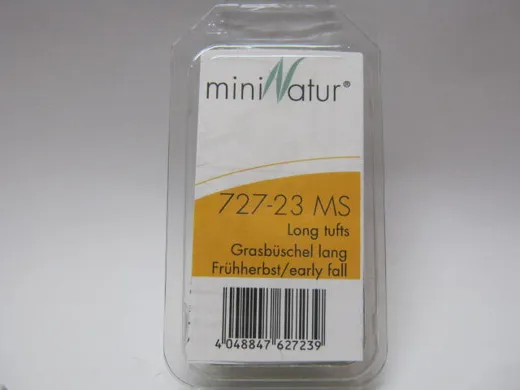 miniNatur®
727-23 MS
Long tufts
Grasbüschel lang
Frühherbst/early fall
4 048847 627239